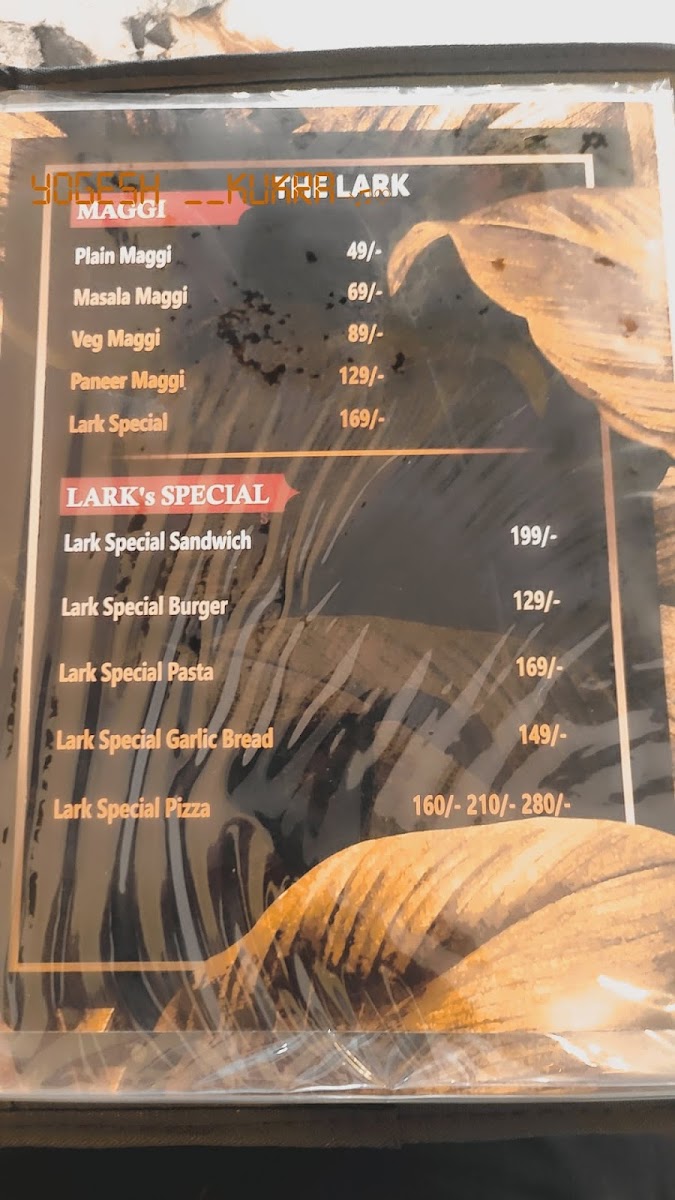 THE LARK
YOGESH __KUMRA
MAGGI
Plain Maggi 49/-
Masala Maggi 69/-
Veg Maggi 89/-
Paneer Maggi 129/-
Lark Special 169/-
LARK's SPECIAL
Lark Special Sandwich 199/-
Lark Special Burger 129/-
Lark Special Pasta 169/-
Lark Special Garlic Bread 149/-
Lark Special Pizza 160/- 210/- 280/-